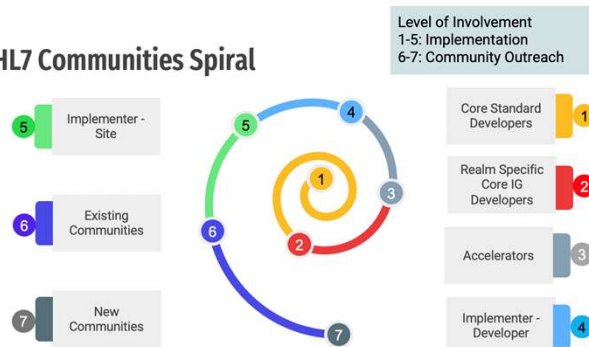 HL7 Communities Spiral
Level of Involvement
1-5: Implementation
6-7: Community Outreach
5
Implementer -
Site
6
Existing
Communities
7
New
Communities
1
2
3
4
5
6
7
Core Standard
Developers
1
Realm Specific
Core IG
Developers
2
Accelerators
3
Implementer -
Developer
4